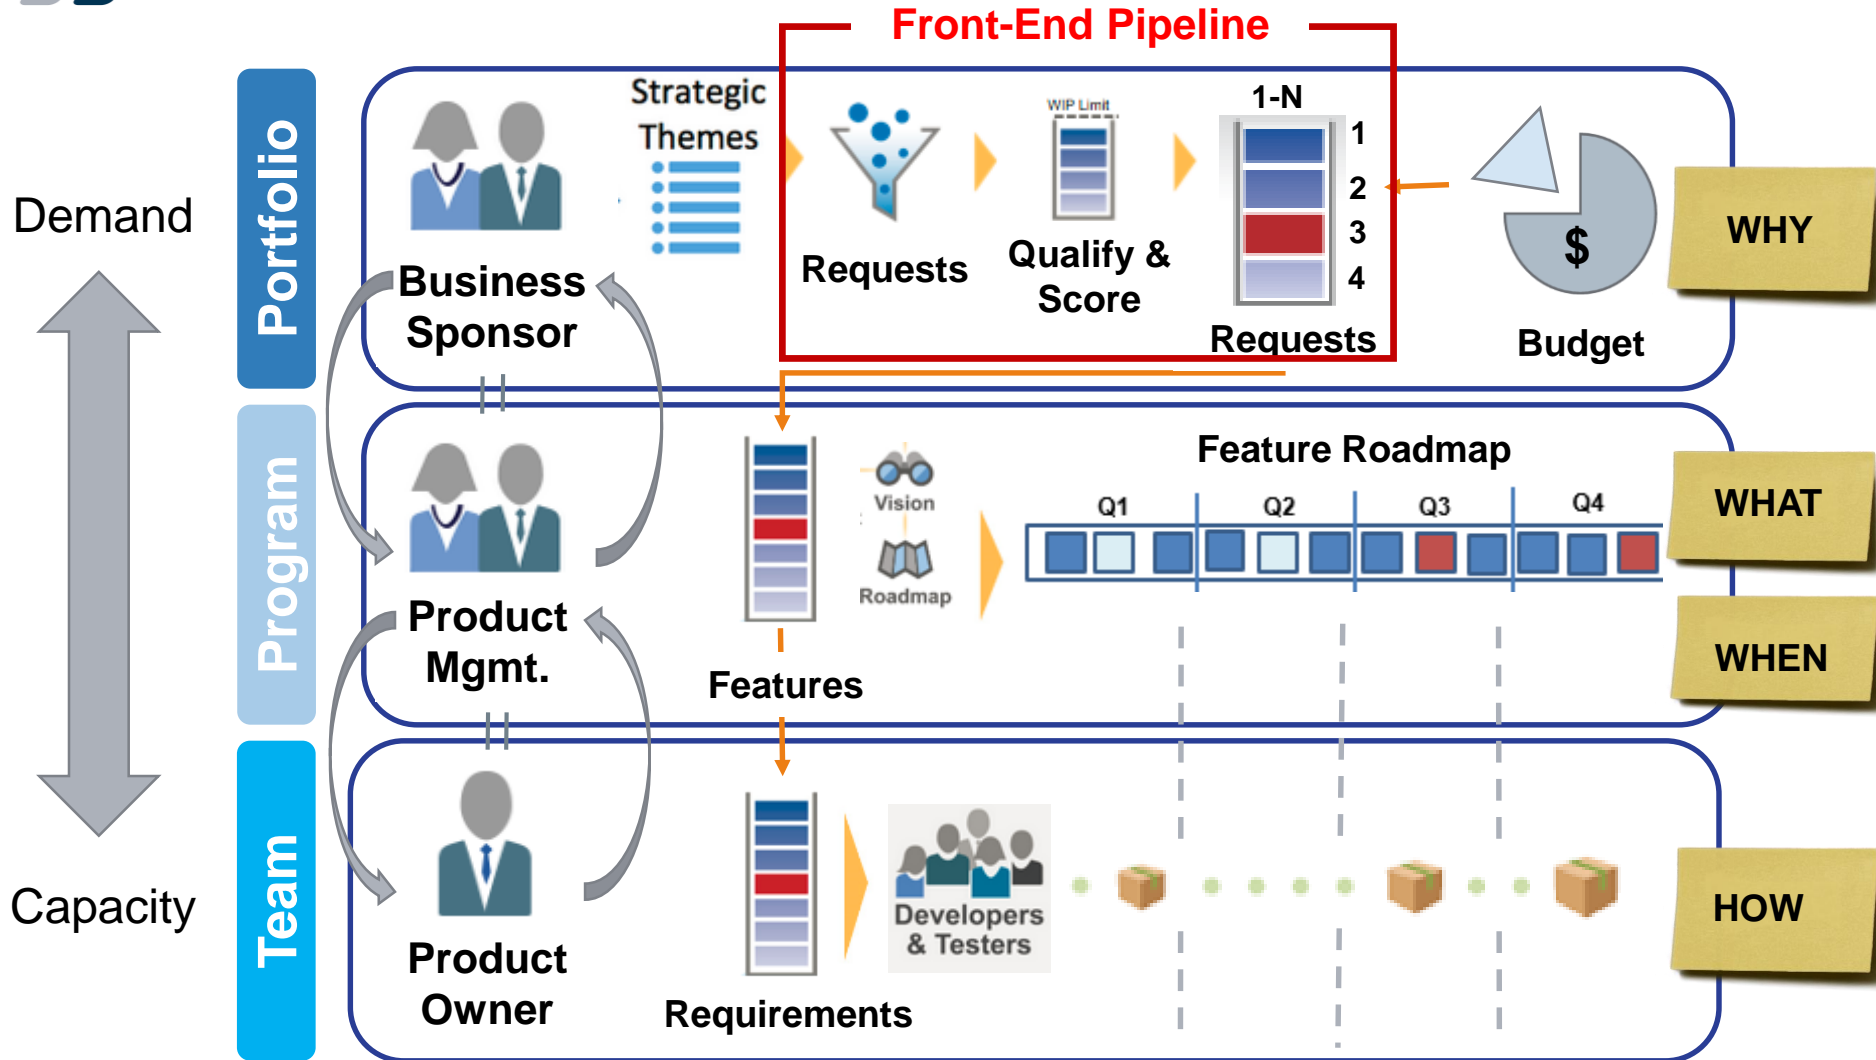 Front-End Pipeline
Demand
Capacity
Portfolio
Business
Sponsor
Strategic
Themes
Requests
WIP Limit
Qualify &
Score
1-N
1
2
3
4
Requests
$
Budget
WHY
Program
Product
Mgmt.
Features
Vision
Roadmap
Feature Roadmap
Q1
Q2
Q3
Q4
WHAT
WHEN
Team
Product
Owner
Requirements
Developers
& Testers
HOW